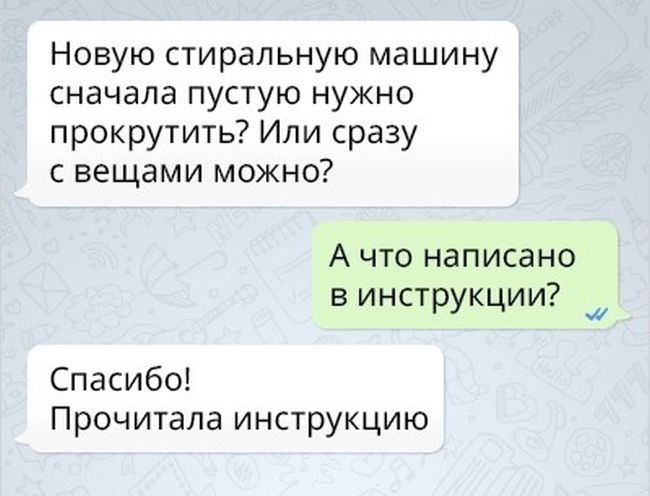 Новую стиральную машину
сначала пустую нужно
прокрутить? Или сразу
с вещами можно?
А что написано
в инструкции?
Спасибо!
Прочитала инструкцию